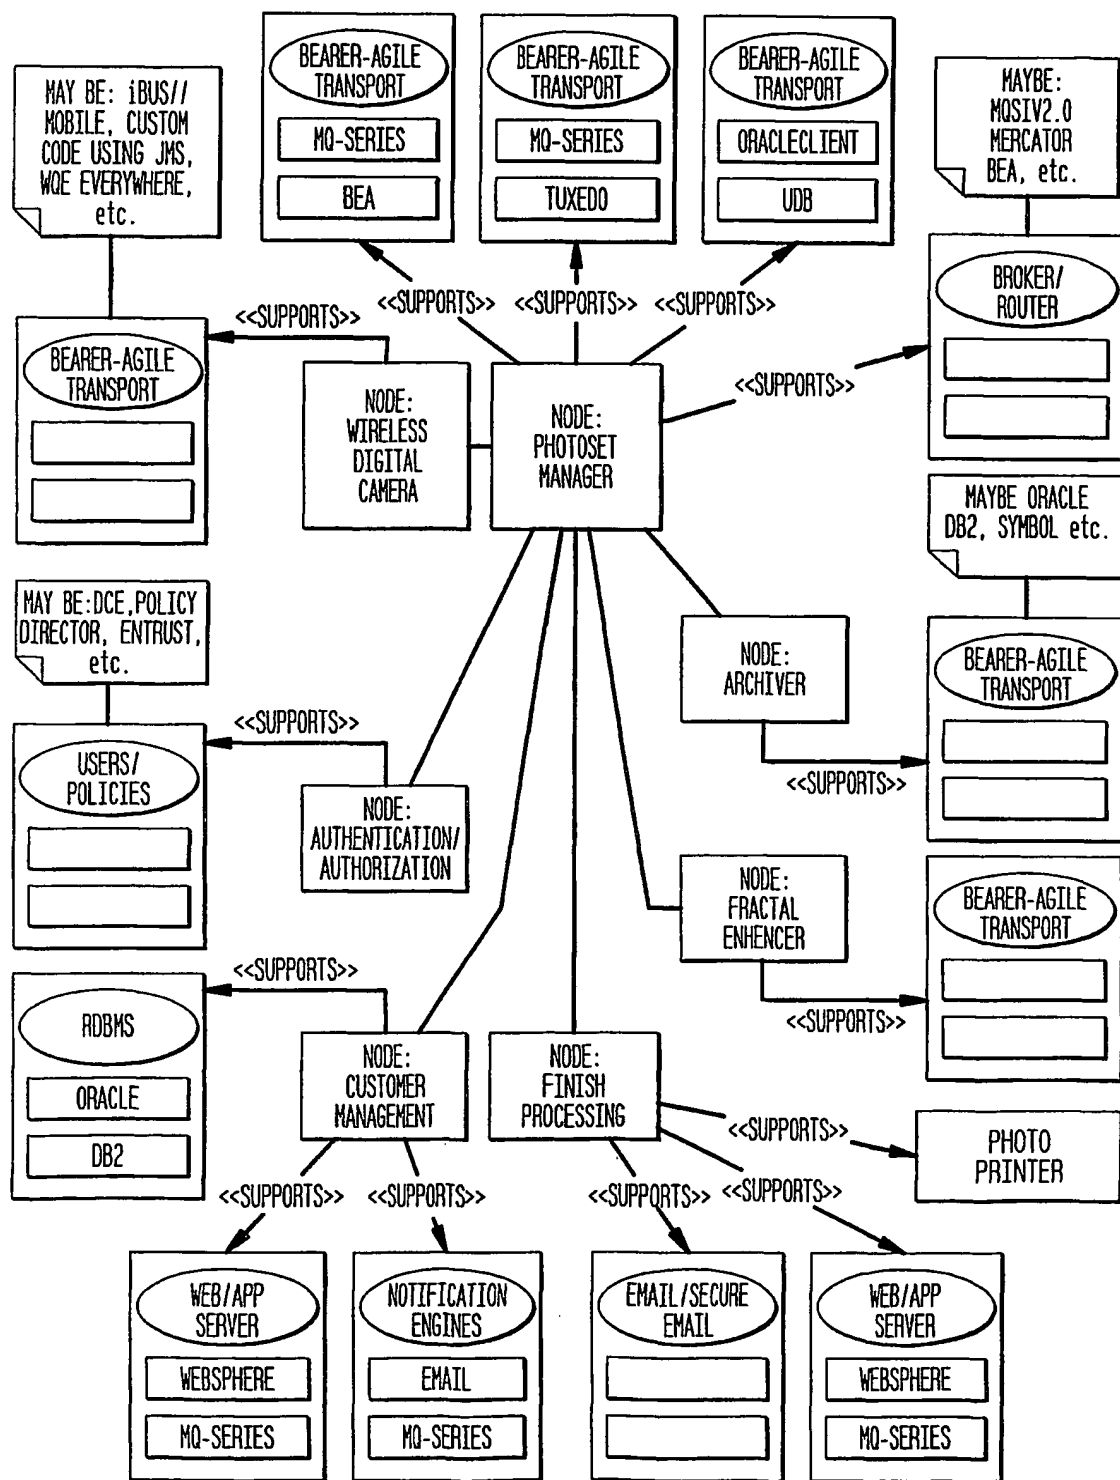 BEARER-AGILE
TRANSPORT
MQ-SERIES
BEA
BEARER-AGILE
TRANSPORT
MQ-SERIES
TUXEDO
BEARER-AGILE
TRANSPORT
ORACLECLIENT
UDB
MAY BE: iBUS//
MOBILE, CUSTOM
CODE USING JMS,
WQE EVERYWHERE,
etc.
MAYBE:
MQSIV2.0
MERCATOR
BEA, etc.
<<SUPPORTS>>
<<SUPPORTS>>
<<SUPPORTS>>
<<SUPPORTS>>
<<SUPPORTS>>
BROKER/
ROUTER
BEARER-AGILE
TRANSPORT
NODE:
WIRELESS
DIGITAL
CAMERA
NODE:
PHOTOSET
MANAGER
MAYBE ORACLE
DB2, SYMBOL etc.
MAY BE:DCE,POLICY
DIRECTOR, ENTRUST,
etc.
NODE:
ARCHIVER
BEARER-AGILE
TRANSPORT
<<SUPPORTS>>
<<SUPPORTS>>
USERS/
POLICIES
NODE:
AUTHENTICATION/
AUTHORIZATION
NODE:
FRACTAL
ENHENCER
BEARER-AGILE
TRANSPORT
<<SUPPORTS>>
<<SUPPORTS>>
RDBMS
ORACLE
DB2
NODE:
CUSTOMER
MANAGEMENT
NODE:
FINISH
PROCESSING
<<SUPPORTS>>
PHOTO
PRINTER
<<SUPPORTS>>
<<SUPPORTS>>
<<SUPPORTS>>
<<SUPPORTS>>
WEB/APP
SERVER
WEBSPHERE
MQ-SERIES
NOTIFICATION
ENGINES
EMAIL
MQ-SERIES
EMAIL/SECURE
EMAIL
WEB/APP
SERVER
WEBSPHERE
MQ-SERIES